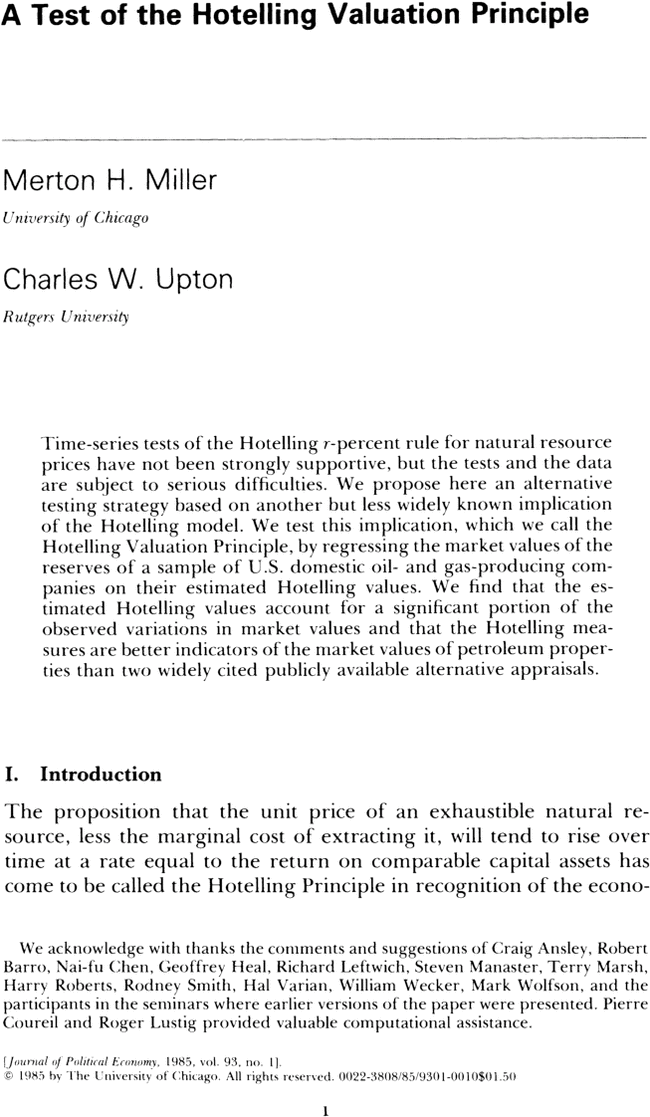 A Test of the Hotelling Valuation Principle
Merton H. Miller
University of Chicago
Charles W. Upton
Rutgers University
Time-series tests of the Hotelling r-percent rule for natural resource
prices have not been strongly supportive, but the tests and the data
are subject to serious difficulties. We propose here an alternative
testing strategy based on another but less widely known implication
of the Hotelling model. We test this implication, which we call the
Hotelling Valuation Principle, by regressing the market values of the
reserves of a sample of U.S. domestic oil- and gas-producing com-
panies on their estimated Hotelling values. We find that the es-
timated Hotelling values account for a significant portion of the
observed variations in market values and that the Hotelling mea-
sures are better indicators of the market values of petroleum proper-
ties than two widely cited publicly available alternative appraisals.
I. Introduction
The proposition that the unit price of an exhaustible natural re-
source, less the marginal cost of extracting it, will tend to rise over
time at a rate equal to the return on comparable capital assets has
come to be called the Hotelling Principle in recognition of the econo-
We acknowledge with thanks the comments and suggestions of Craig Ansley, Robert
Barro, Nai-fu Chen, Geoffrey Heal, Richard Leftwich, Steven Manaster, Terry Marsh,
Harry Roberts, Rodney Smith, Hal Varian, William Wecker, Mark Wolfson, and the
participants in the seminars where earlier versions of the paper were presented. Pierre
Coureil and Roger Lustig provided valuable computational assistance.
[Journal of Political Economy, 1985, vol. 93, no. 1].
© 1985 by The University of Chicago. All rights reserved. 0022-3808/85/9301-0010$01.50
1